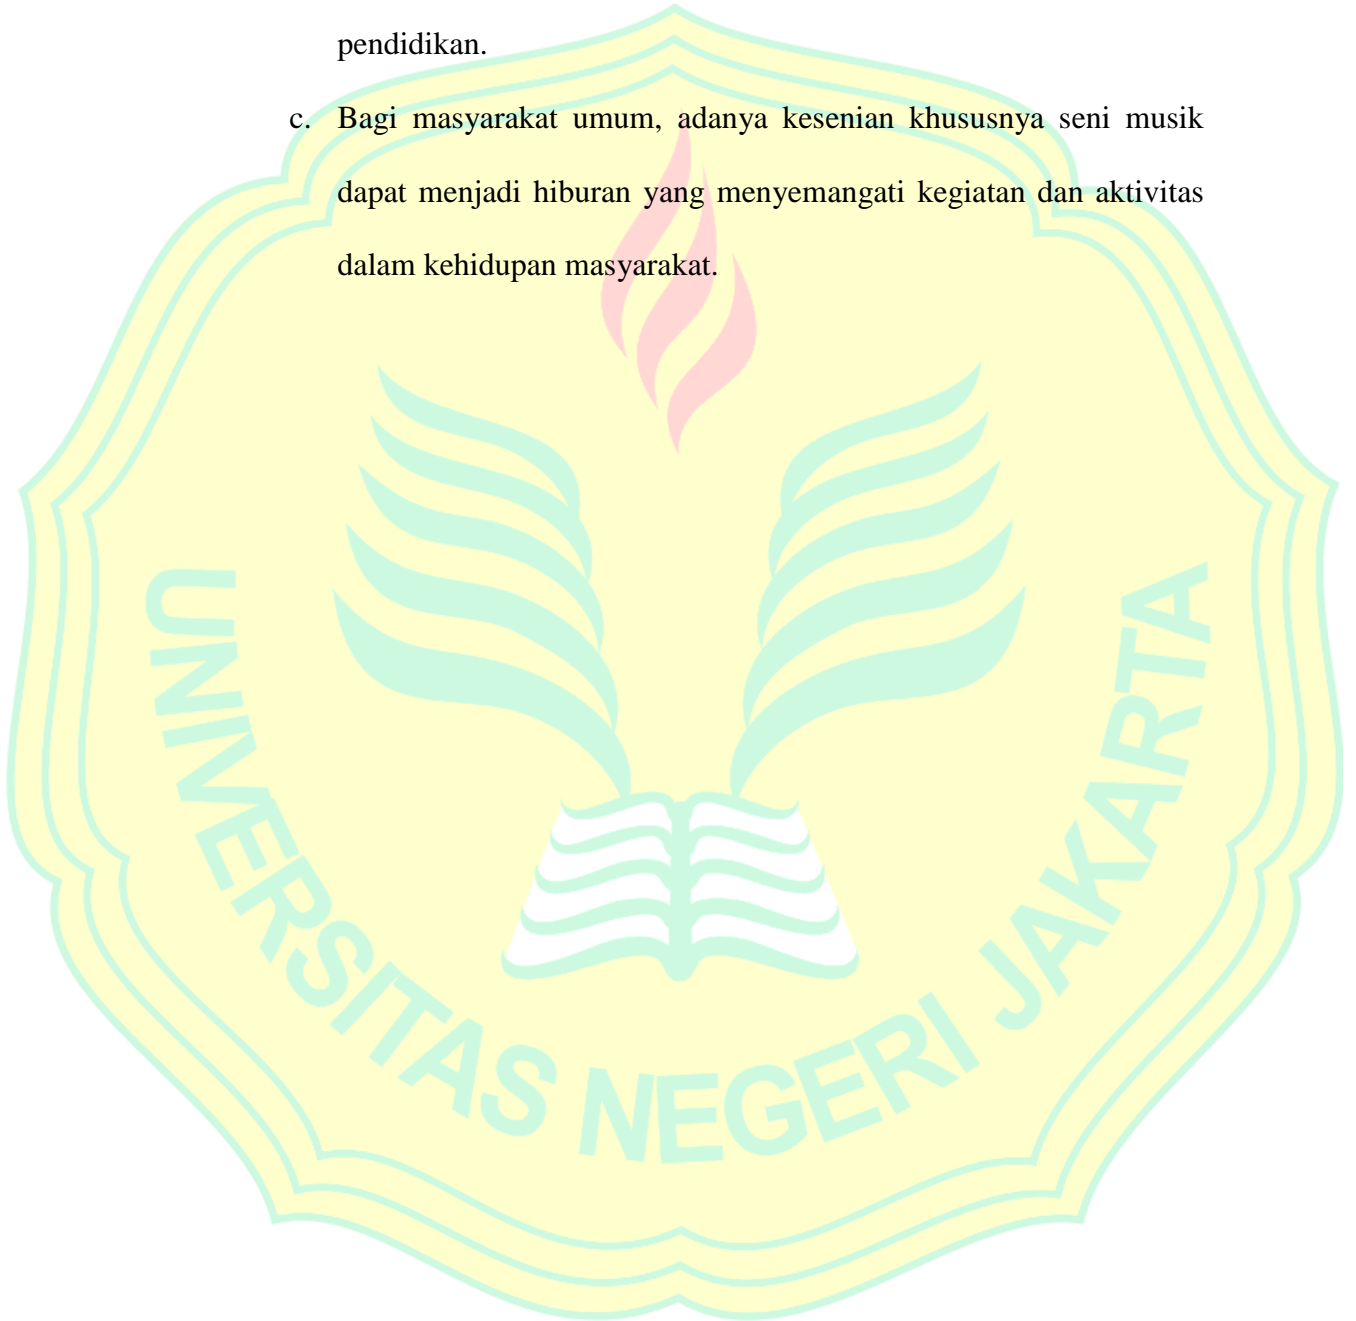 pendidikan.
c. Bagi masyarakat umum, adanya kesenian khususnya seni musik
dapat menjadi hiburan yang menyemangati kegiatan dan aktivitas
dalam kehidupan masyarakat.
UNIVERSITAS NEGERI JAKARTA